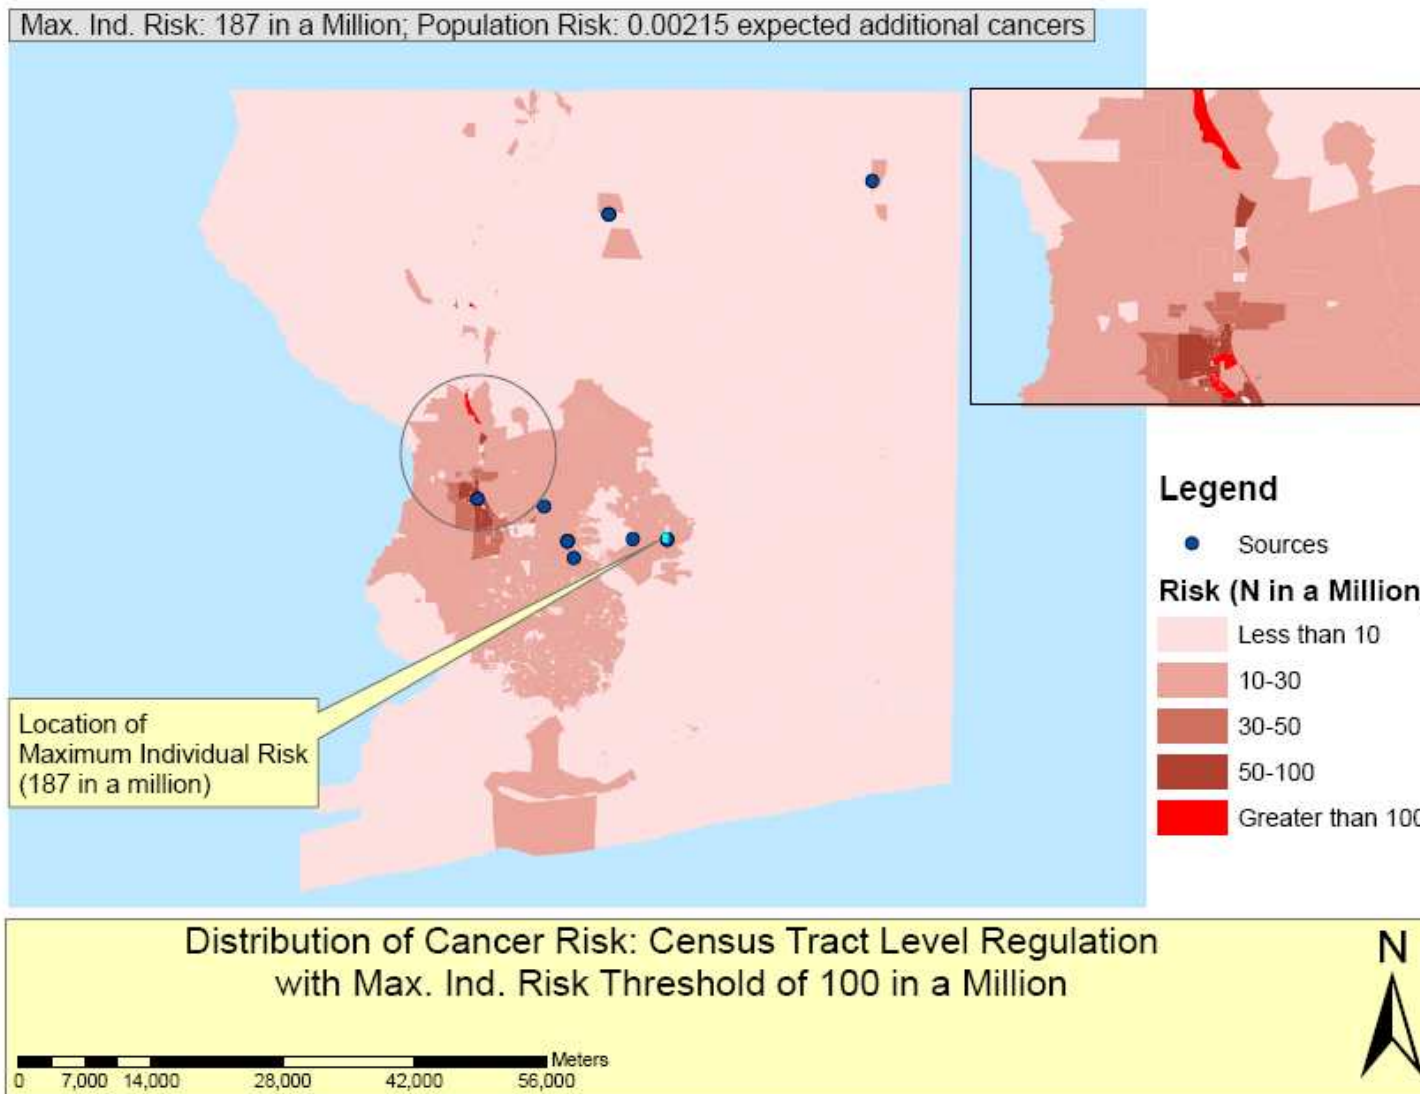 Max. Ind. Risk: 187 in a Million; Population Risk: 0.00215 expected additional cancers
Legend
Sources
Risk (N in a Million
Less than 10
10-30
30-50
50-100
Greater than 100
Location of
Maximum Individual Risk
(187 in a million)
Distribution of Cancer Risk: Census Tract Level Regulation
with Max. Ind. Risk Threshold of 100 in a Million
N
Meters
0 7,000 14,000 28,000 42,000 56,000